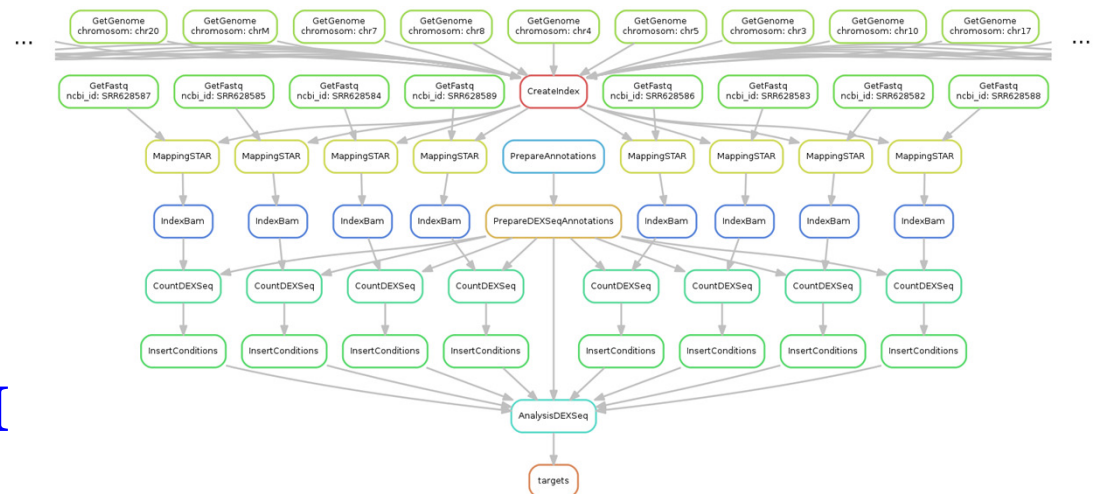 GetGenome
chromosom: chr20
GetGenome
chromosom: chrM
GetGenome
chromosom: chr7
GetGenome
chromosom: chr8
GetGenome
chromosom: chr4
GetGenome
chromosom: chr5
GetGenome
chromosom: chr3
GetGenome
chromosom: chr10
GetGenome
chromosom: chr17
...
...
GetFastq
ncbi_id: SRR628587
GetFastq
ncbi_id: SRR628585
GetFastq
ncbi_id: SRR628584
GetFastq
ncbi_id: SRR628589
CreateIndex
GetFastq
ncbi_id: SRR628586
GetFastq
ncbi_id: SRR628583
GetFastq
ncbi_id: SRR628582
GetFastq
ncbi_id: SRR628588
MappingSTAR
MappingSTAR
MappingSTAR
MappingSTAR
PrepareAnnotations
MappingSTAR
MappingSTAR
MappingSTAR
MappingSTAR
IndexBam
IndexBam
IndexBam
IndexBam
PrepareDEXSeqAnnotations
IndexBam
IndexBam
IndexBam
IndexBam
CountDEXSeq
CountDEXSeq
CountDEXSeq
CountDEXSeq
CountDEXSeq
CountDEXSeq
CountDEXSeq
CountDEXSeq
InsertConditions
InsertConditions
InsertConditions
InsertConditions
InsertConditions
InsertConditions
InsertConditions
InsertConditions
[
AnalysisDEXSeq
targets